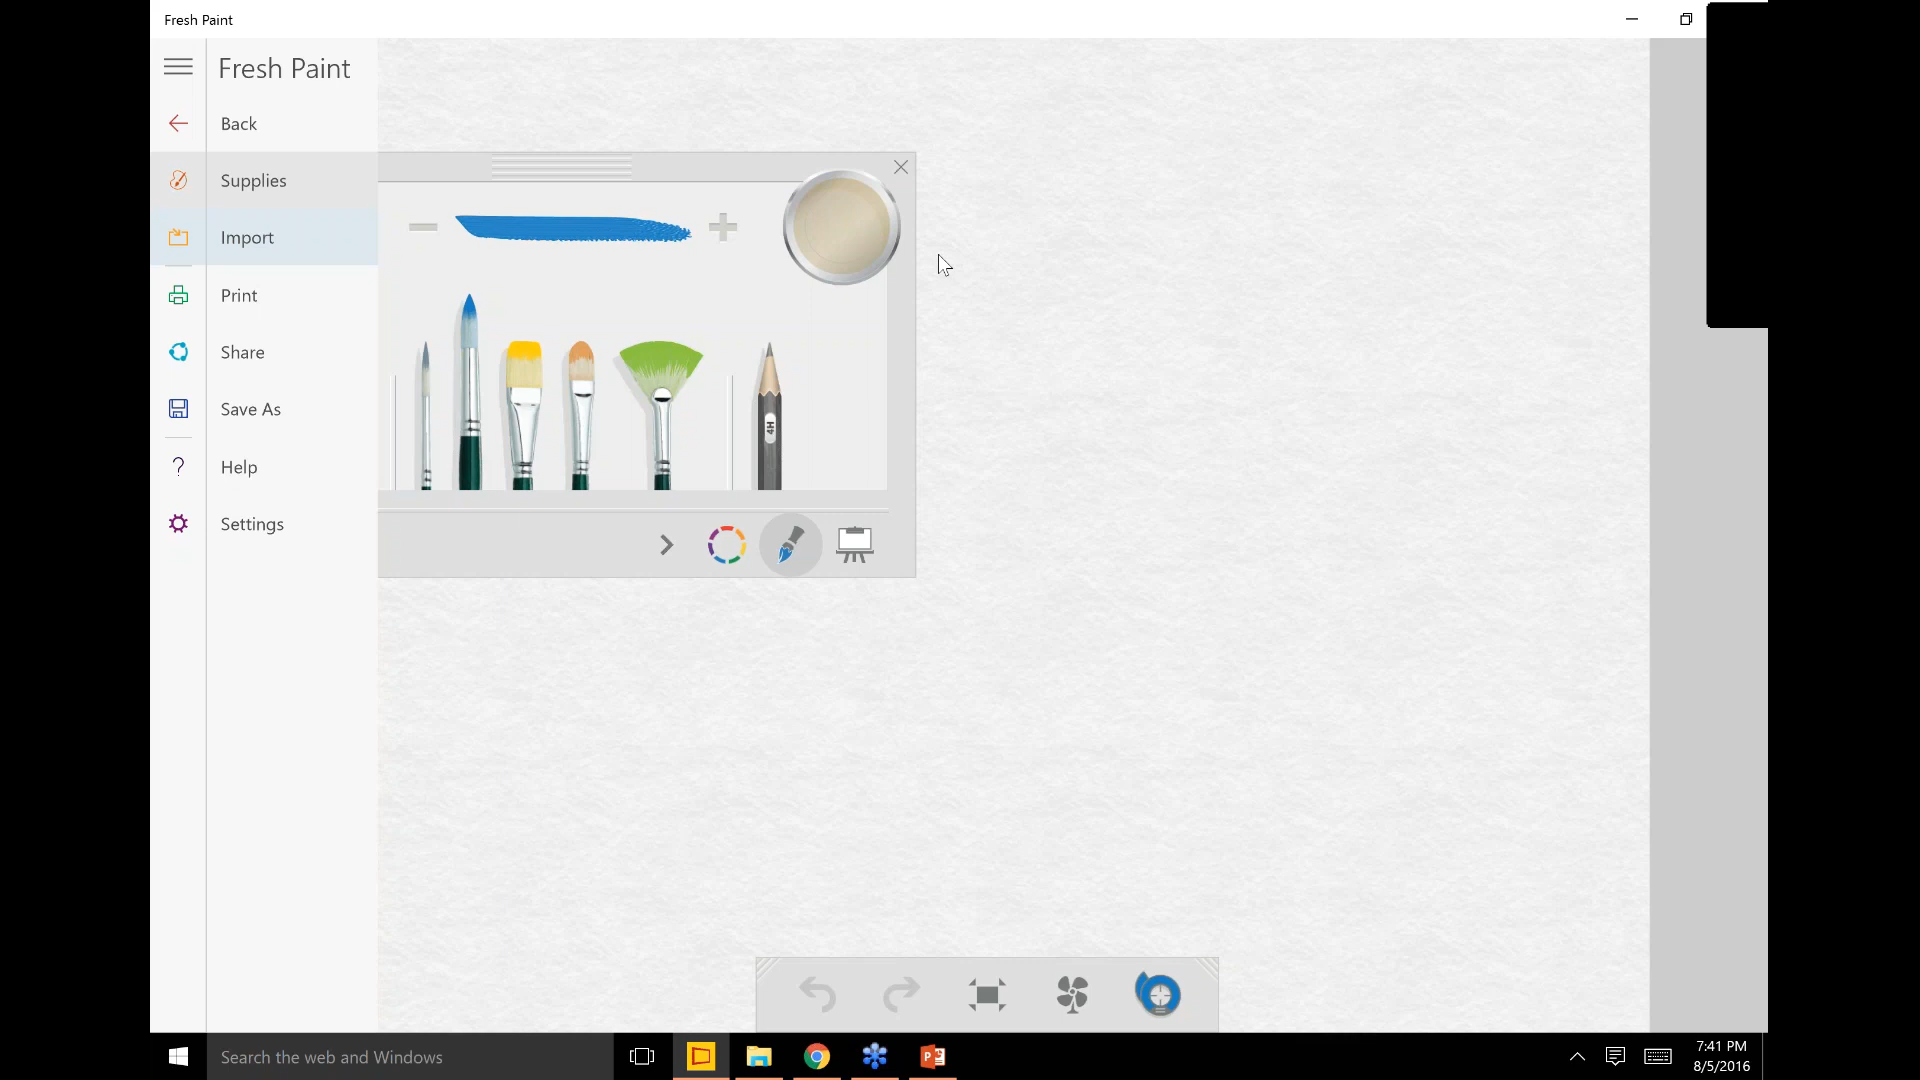 Fresh Paint
Fresh Paint
Back
Supplies
Import
Print
Share
Save As
? Help
Settings
4H
Search the web and Windows
P
7:41 PM
8/5/2016